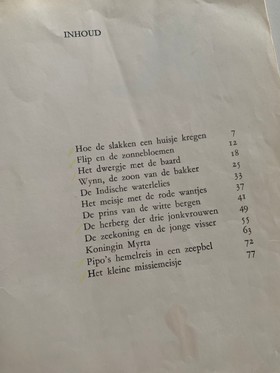 INHOUD
Hoe de slakken een huisje kregen 7
Flip en de zonnebloemen 12
Het dwergje met de baard 18
Wynn, de zoon van de bakker 25
De Indische waterlelies 33
Het meisje met de rode wantjes 37
De prins van de witte bergen 41
De herberg der drie jonkvrouwen 49
De zeekoning en de jonge visser 55
Koningin Myrta 63
Pipo's hemelreis in een zeepbel 72
Het kleine missiemeisje 77